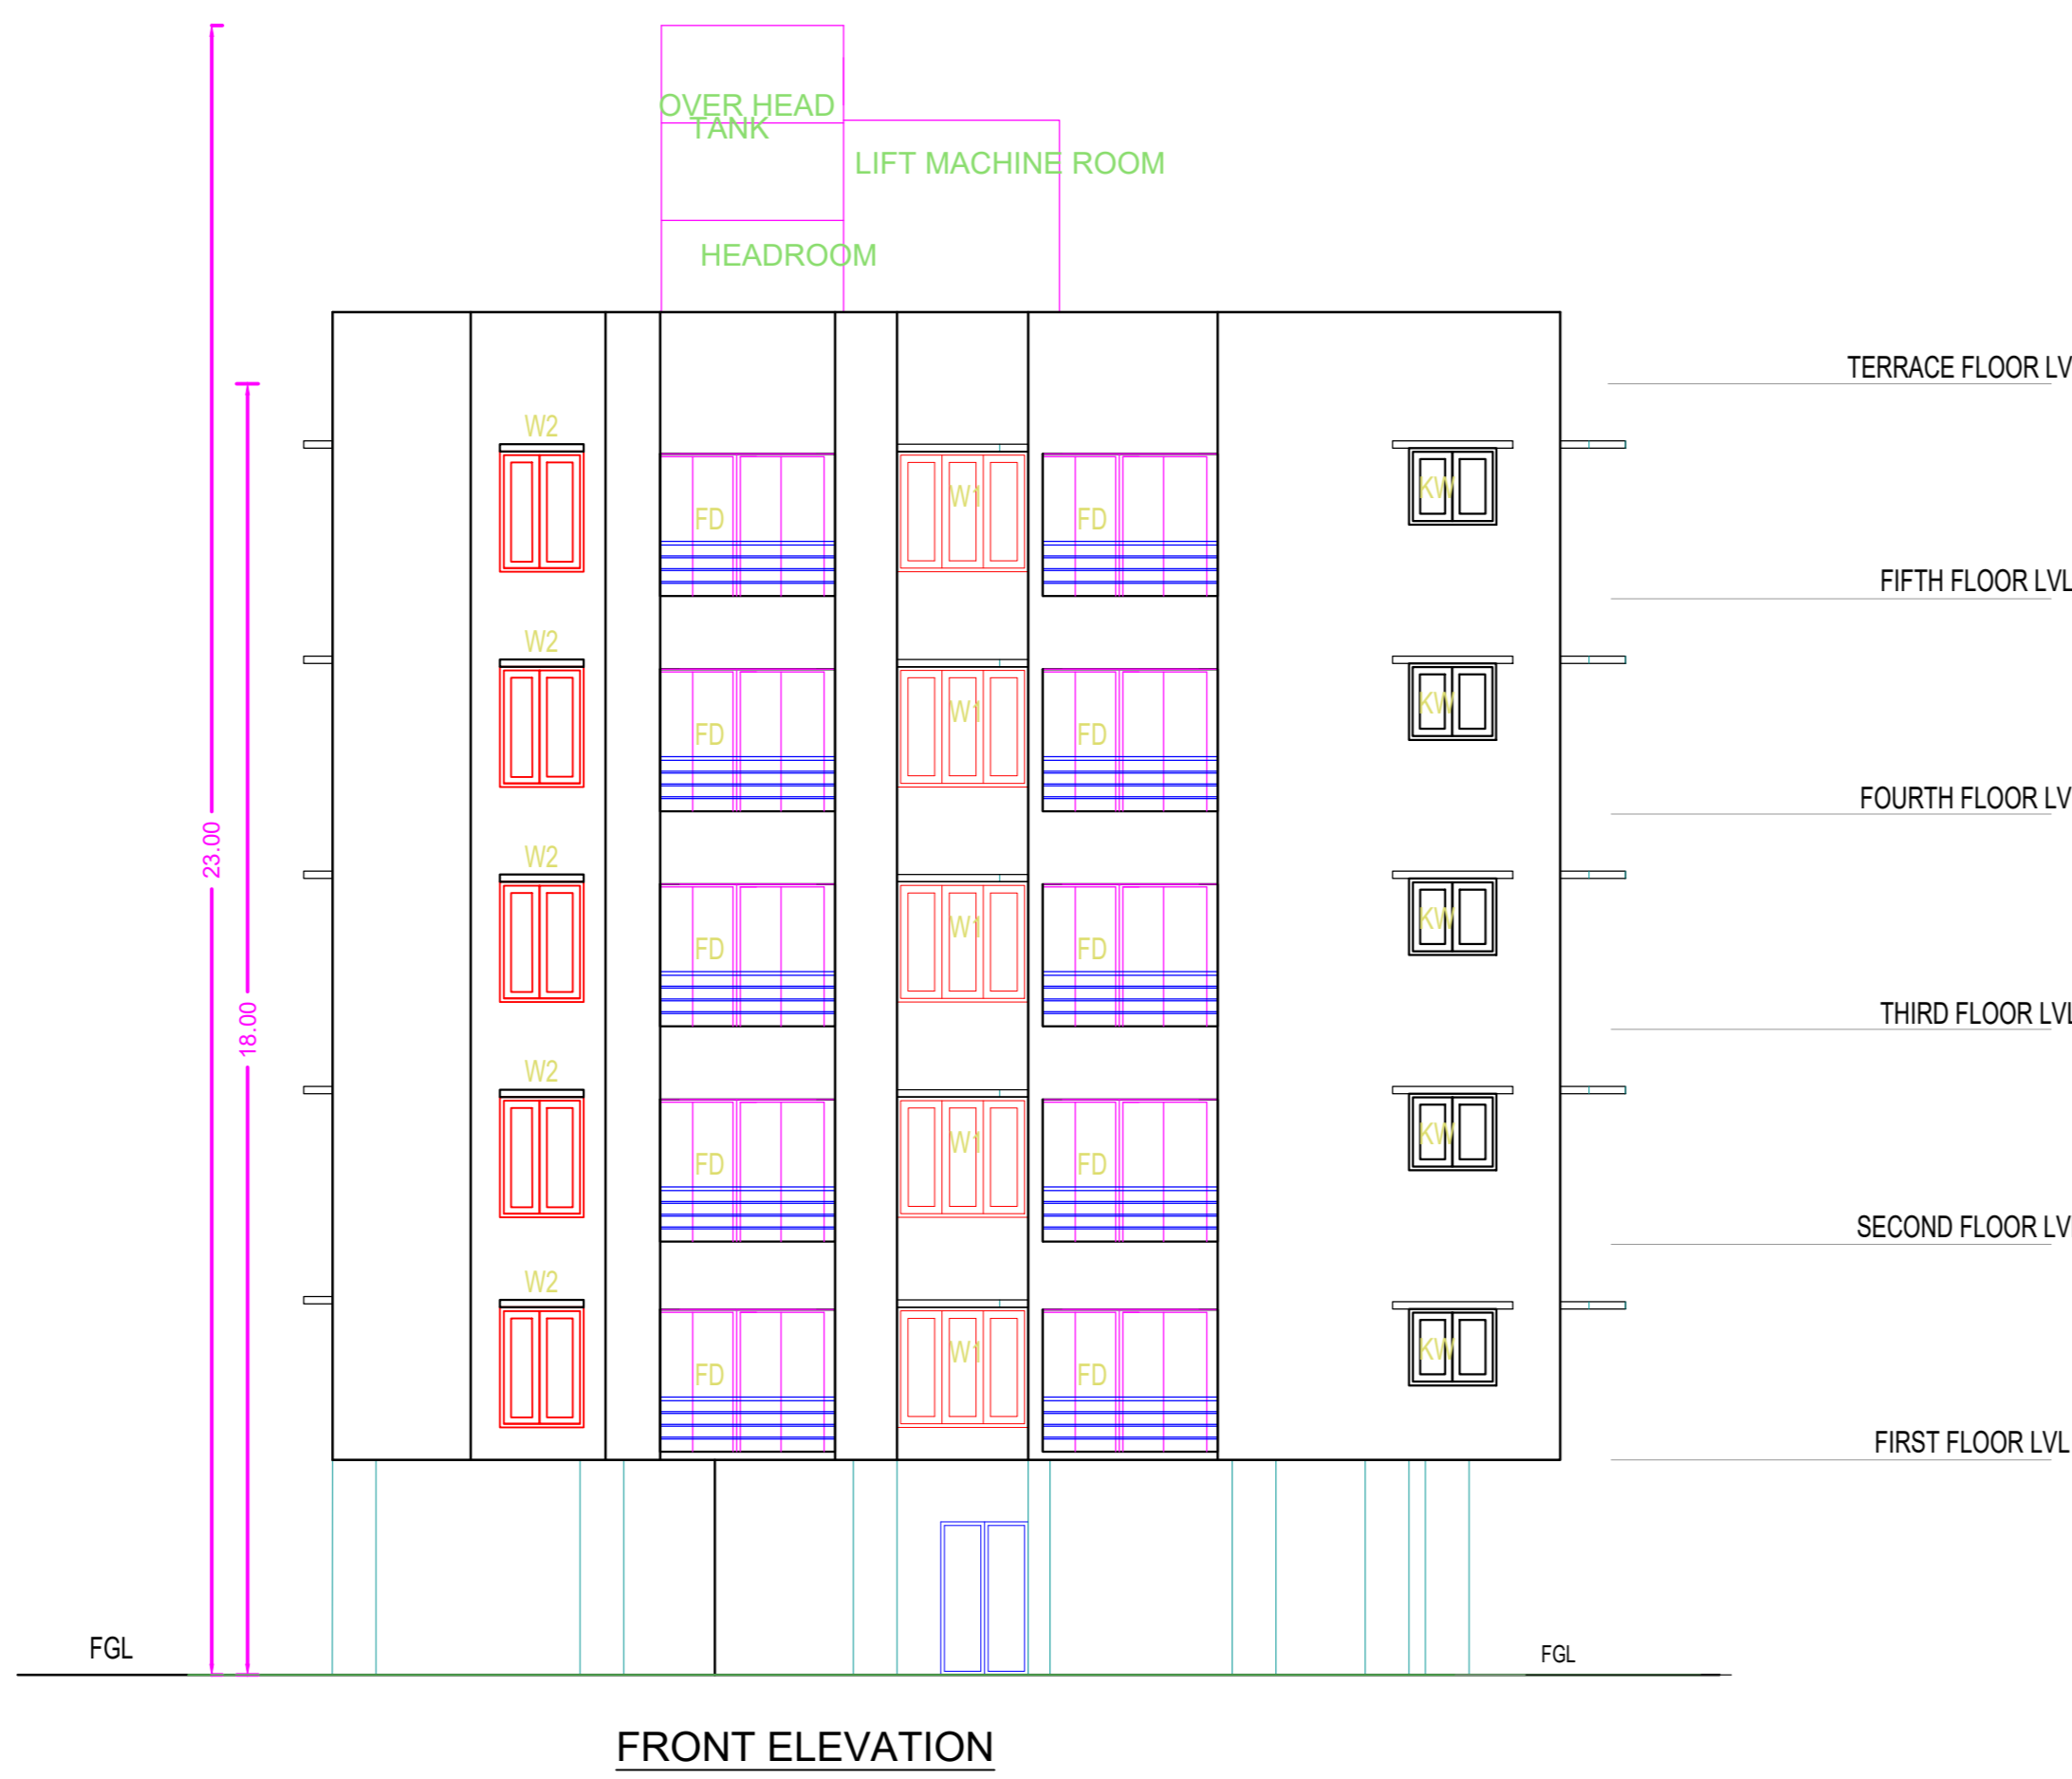 OVER HEAD
TANK
LIFT MACHINE ROOM
HEADROOM
TERRACE FLOOR LV
W2
W1
KW
FD
FD
FIFTH FLOOR LVL
W2
W1
KW
FD
FD
FOURTH FLOOR LV
23.00
W2
W1
KW
FD
FD
THIRD FLOOR LVL
18.00
W2
W1
KW
FD
FD
SECOND FLOOR LV
W2
W1
KW
FD
FD
FIRST FLOOR LVL
FGL
FGL
FRONT ELEVATION